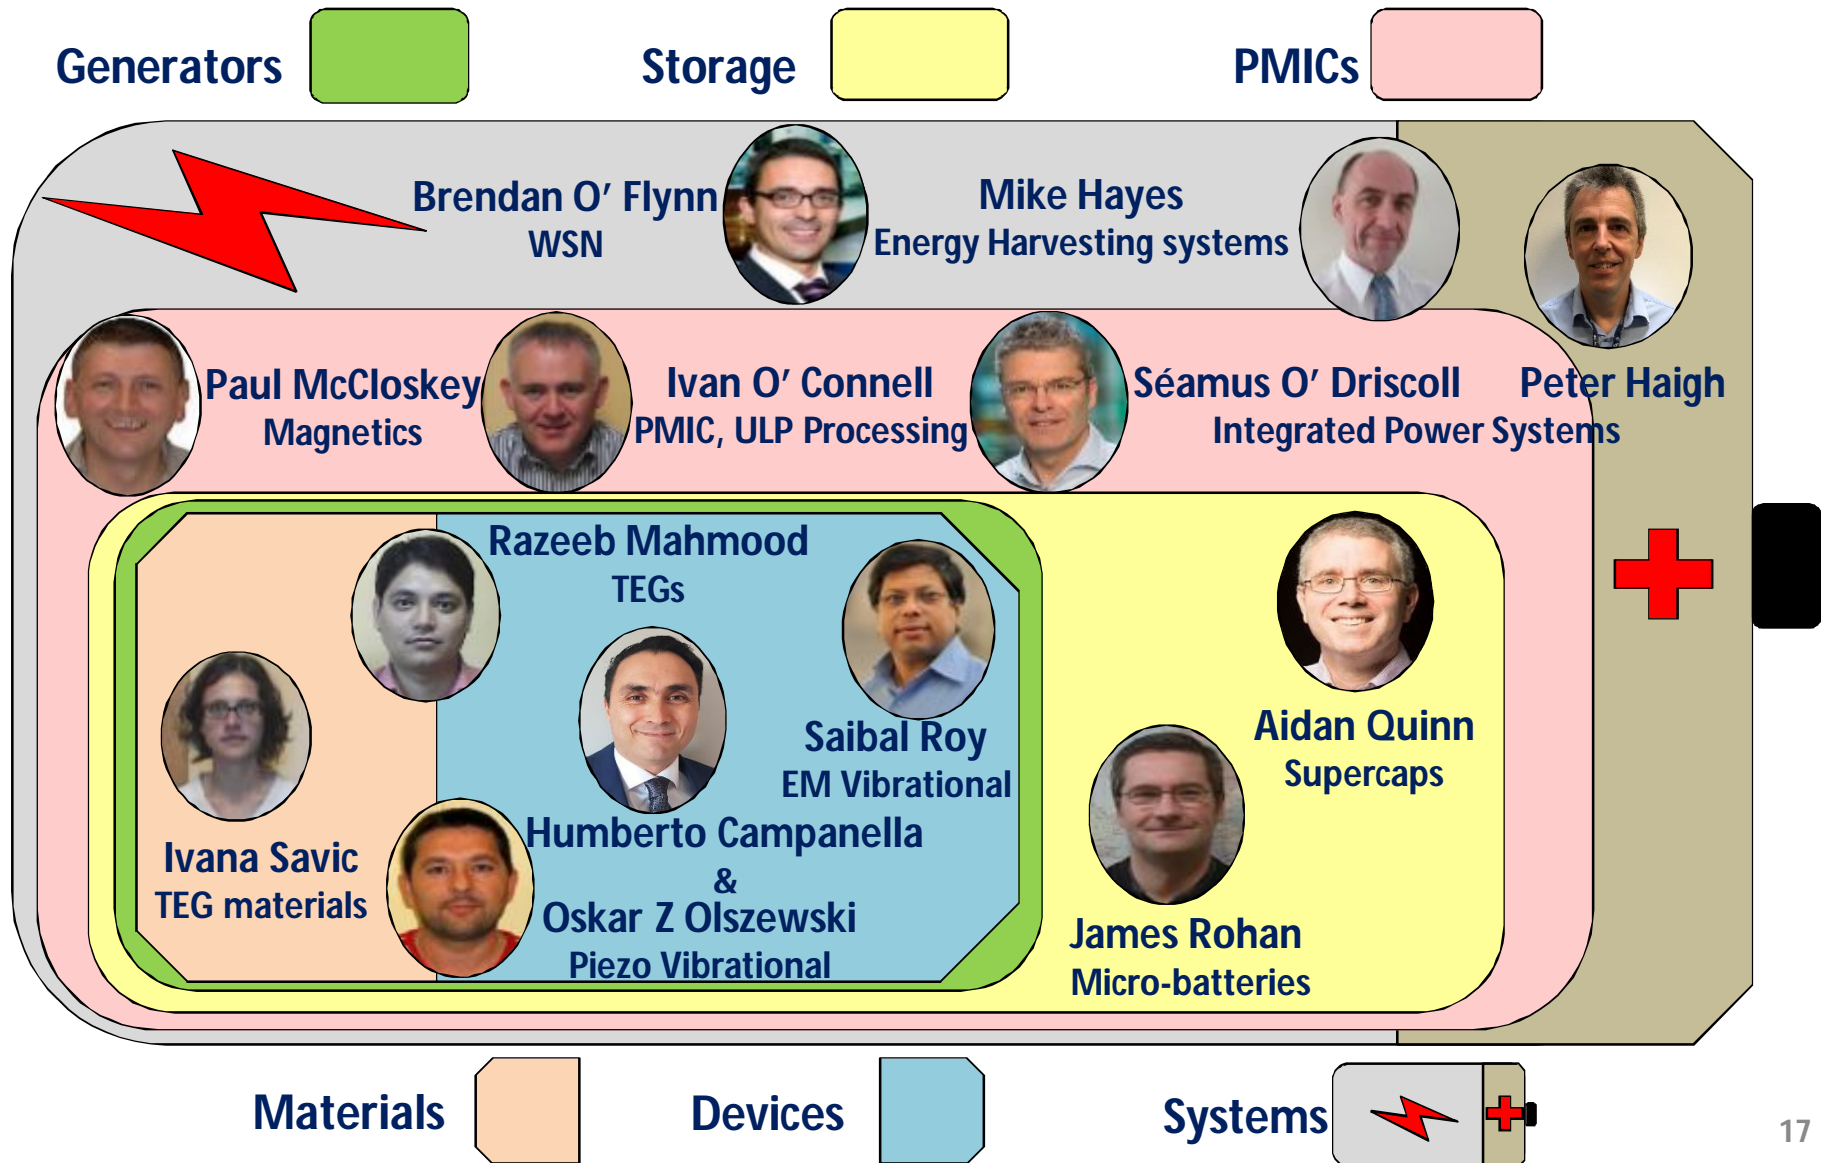 Generators
Storage
PMICs
Brendan O’ Flynn
WSN
Mike Hayes
Energy Harvesting systems
Paul McCloskey
Magnetics
Ivan O’ Connell
PMIC, ULP Processing
Séamus O’ Driscoll
Peter Haigh
Integrated Power Systems
Razeeb Mahmood
TEGs
Saibal Roy
EM Vibrational
Aidan Quinn
Supercaps
Ivana Savic
TEG materials
Humberto Campanella
&
Oskar Z Olszewski
Piezo Vibrational
James Rohan
Micro-batteries
Materials
Devices
Systems
17